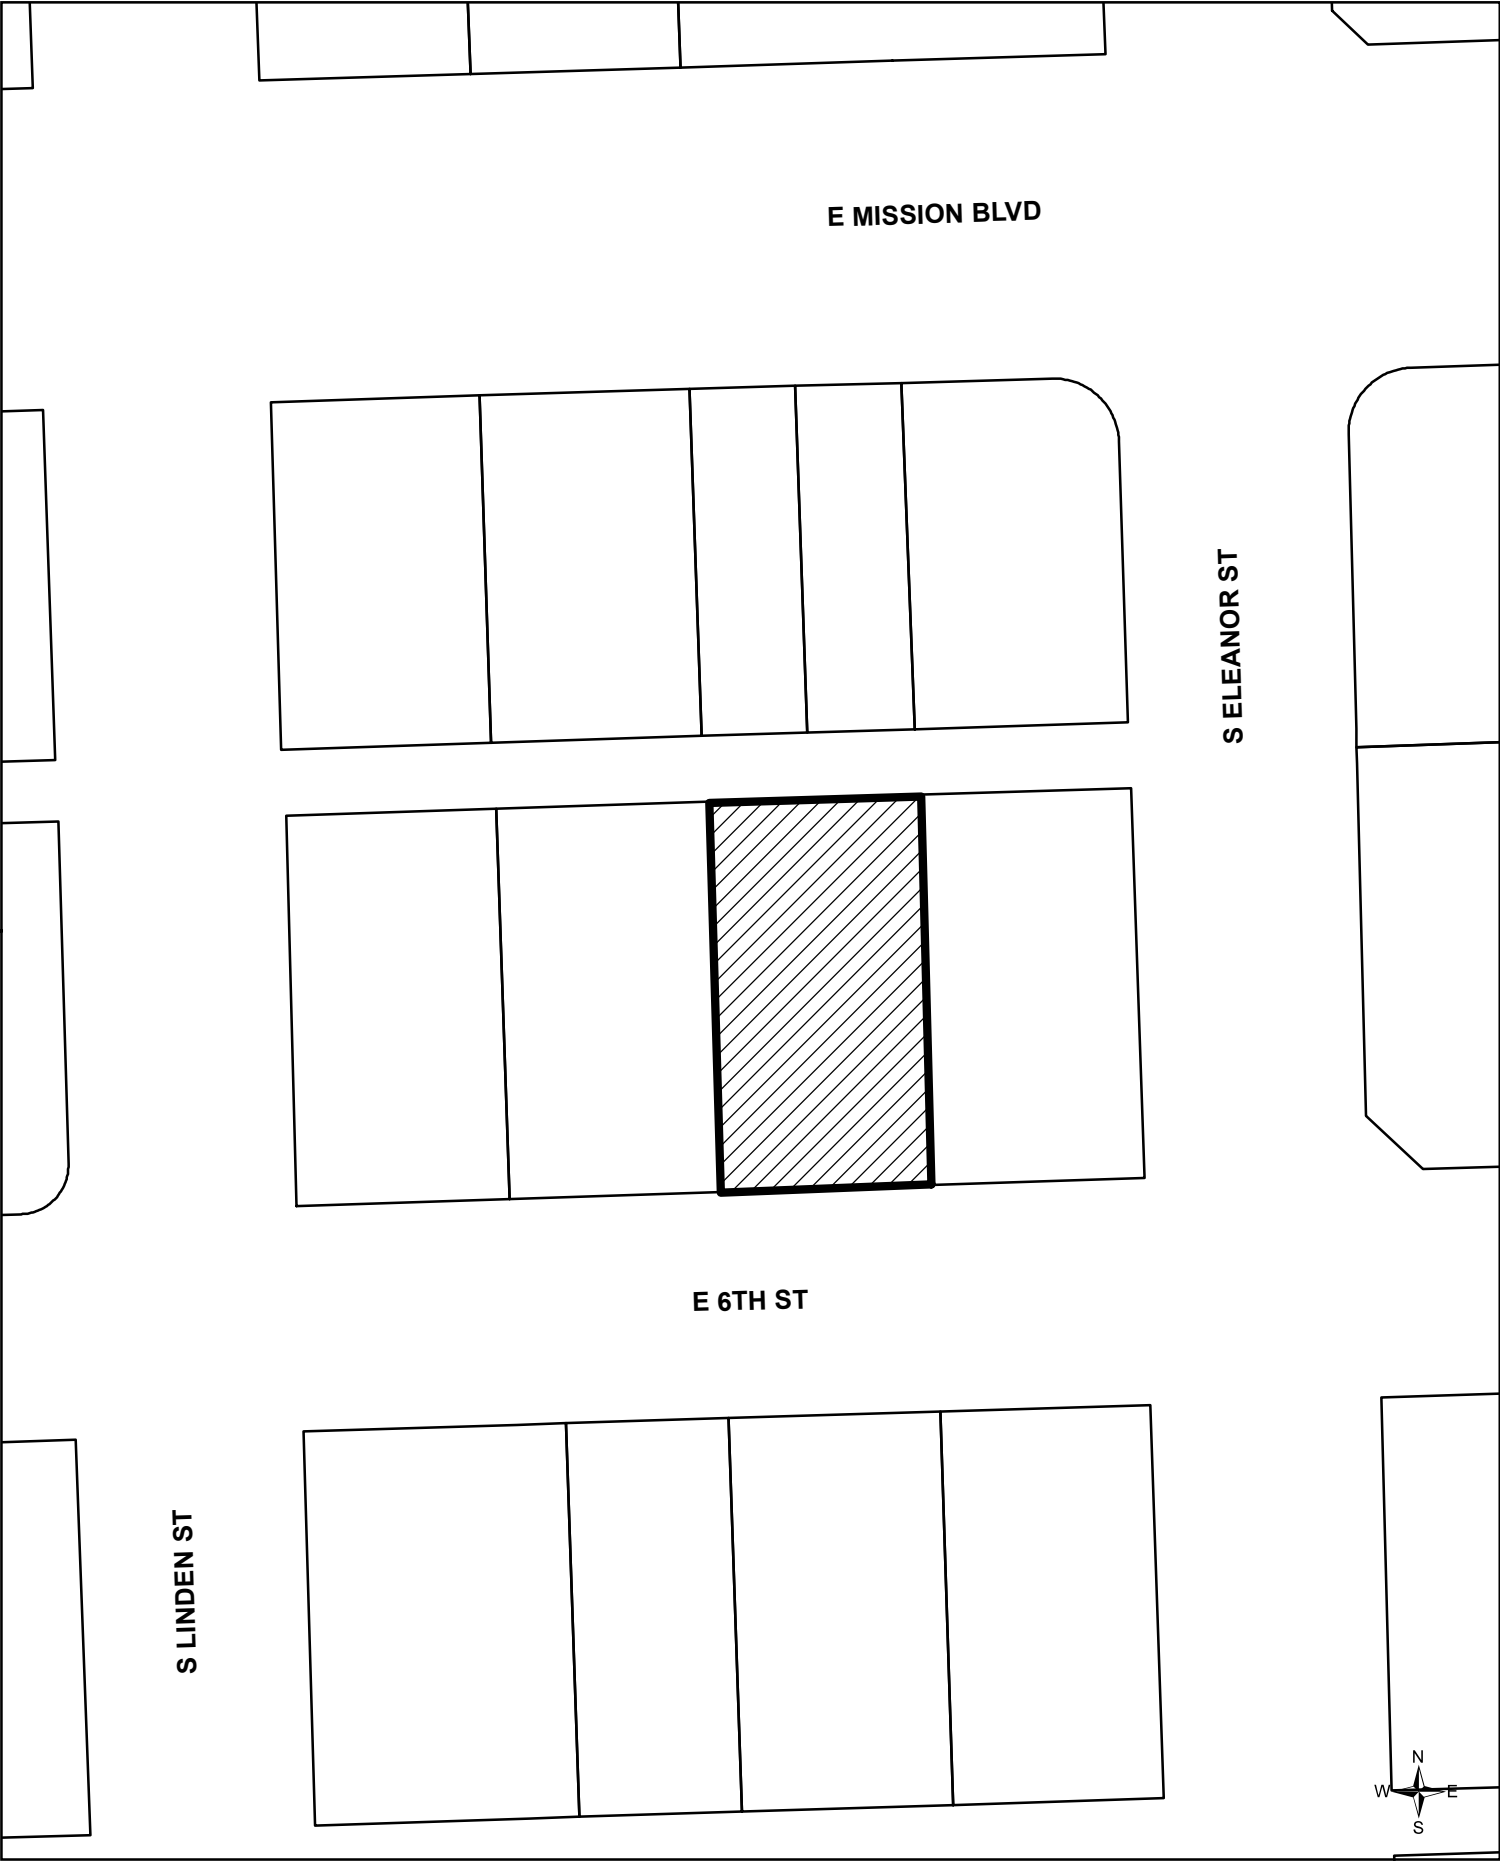 E MISSION BLVD
S ELEANOR ST
E 6TH ST
S LINDEN ST
N
W E
S